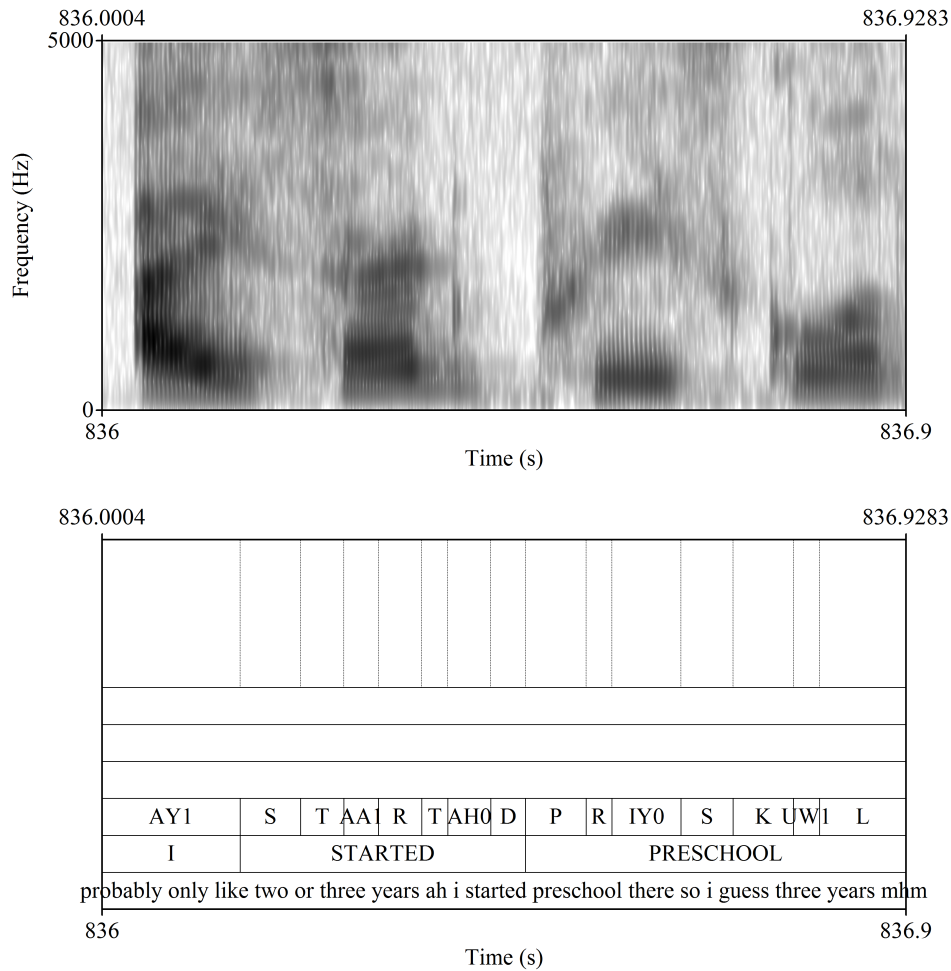 836.0004 836.9283
5000
Frequency (Hz)
0
836 836.9
Time (s)
836.0004 836.9283
AY1 S T AA1 R T AH0 D P R IY0 S K UW1 L
I STARTED PRESCHOOL
probably only like two or three years ah i started preschool there so i guess three years mhm
836 836.9
Time (s)